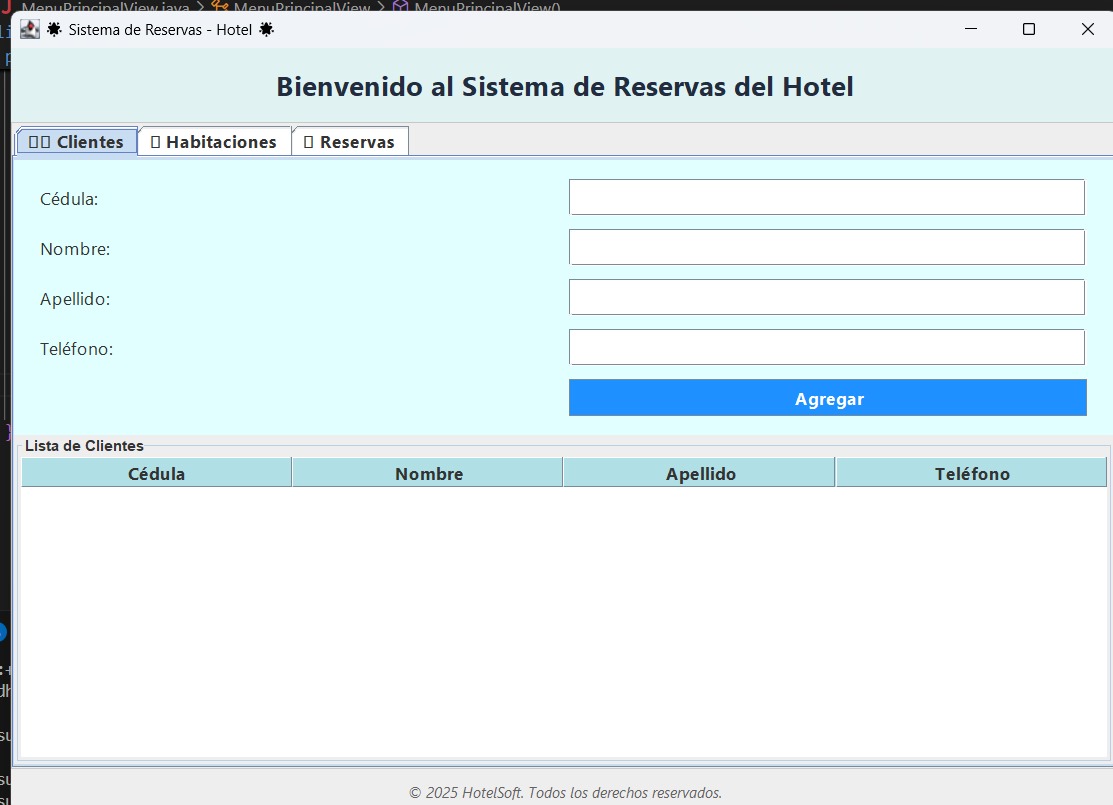 MenuPrincipalView.java > MenuPrincipalView > MenuPrincipalView()
Sistema de Reservas - Hotel
Bienvenido al Sistema de Reservas del Hotel
Clientes Habitaciones Reservas
Cédula:
Nombre:
Apellido:
Teléfono:
Agregar
Lista de Clientes
Cédula Nombre Apellido Teléfono
© 2025 HotelSoft. Todos los derechos reservados.